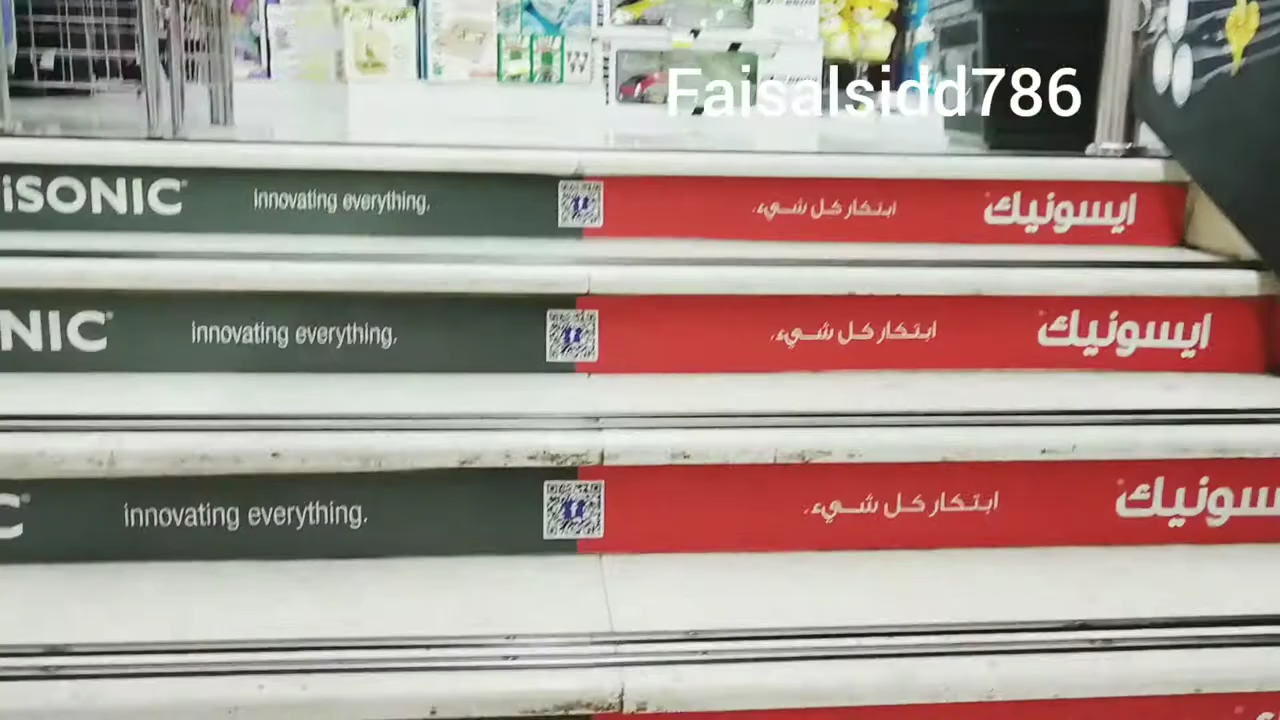 Faisalsidd786
iSONIC innovating everything. ابتكار كل شيء. ايسونيك
NIC innovating everything. ابتكار كل شيء. ايسونيك
C innovating everything. ابتكار كل شيء. سونيك